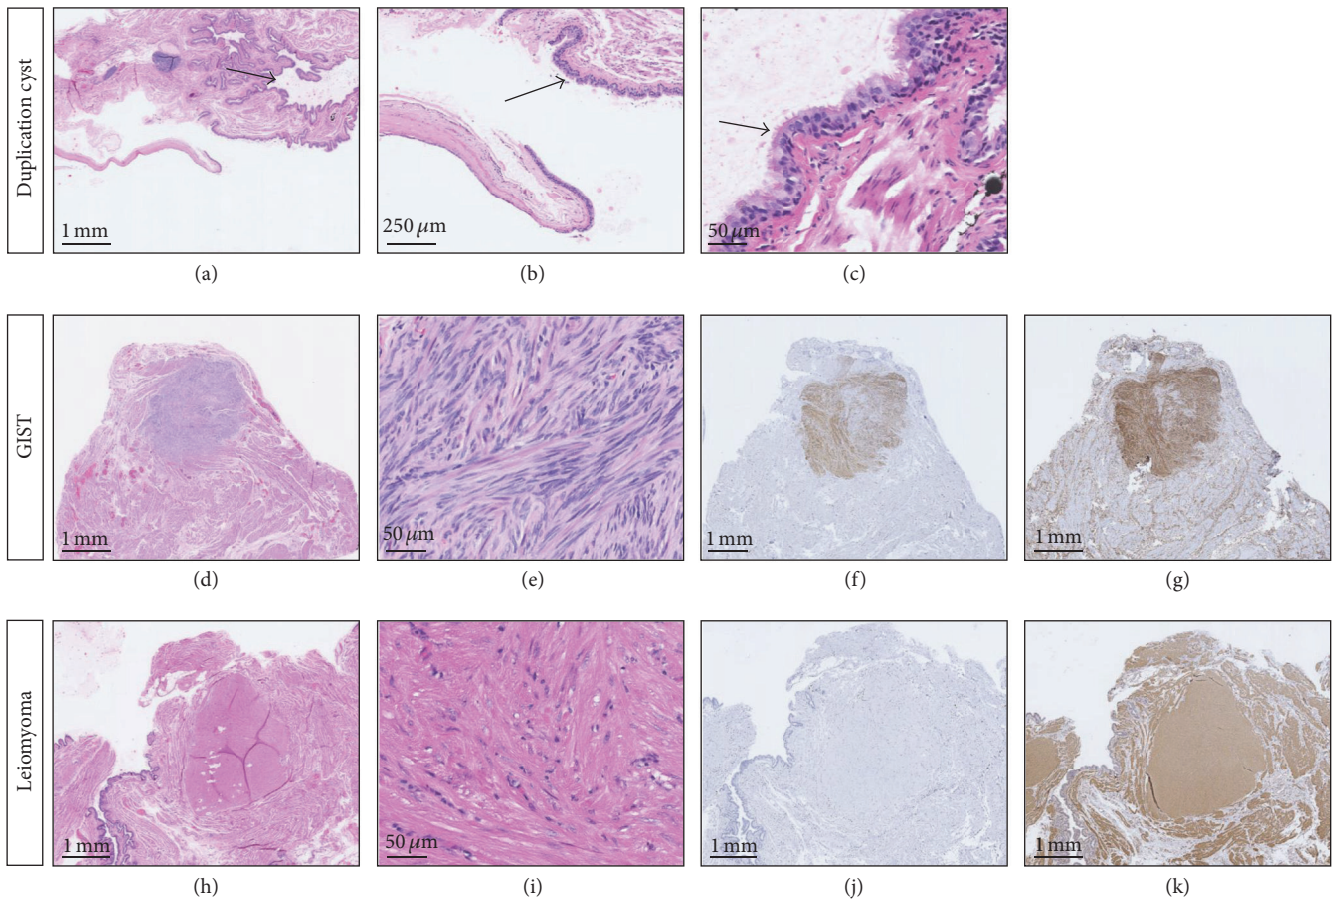 Duplication cyst
1 mm
250 μm
50 μm
(a)
(b)
(c)
GIST
1 mm
50 μm
1 mm
1 mm
(d)
(e)
(f)
(g)
Leiomyoma
1 mm
50 μm
1 mm
1 mm
(h)
(i)
(j)
(k)